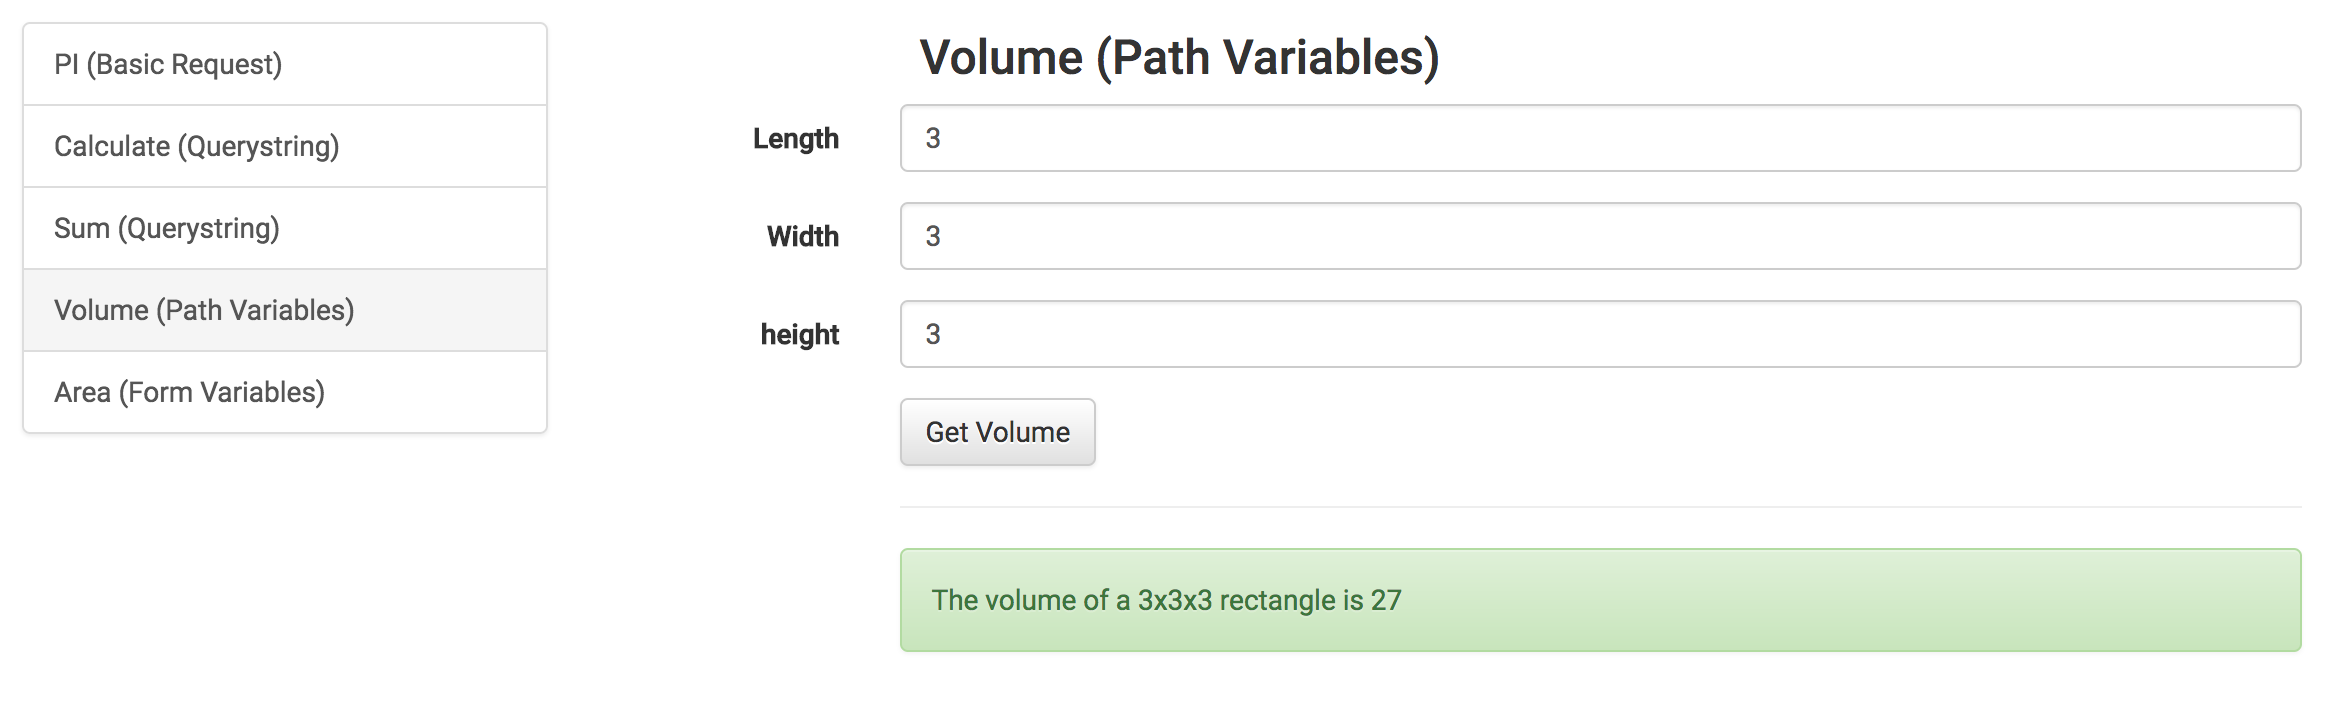 PI (Basic Request)
Calculate (Querystring)
Sum (Querystring)
Volume (Path Variables)
Area (Form Variables)
Volume (Path Variables)
Length 3
Width 3
height 3
Get Volume
The volume of a 3x3x3 rectangle is 27